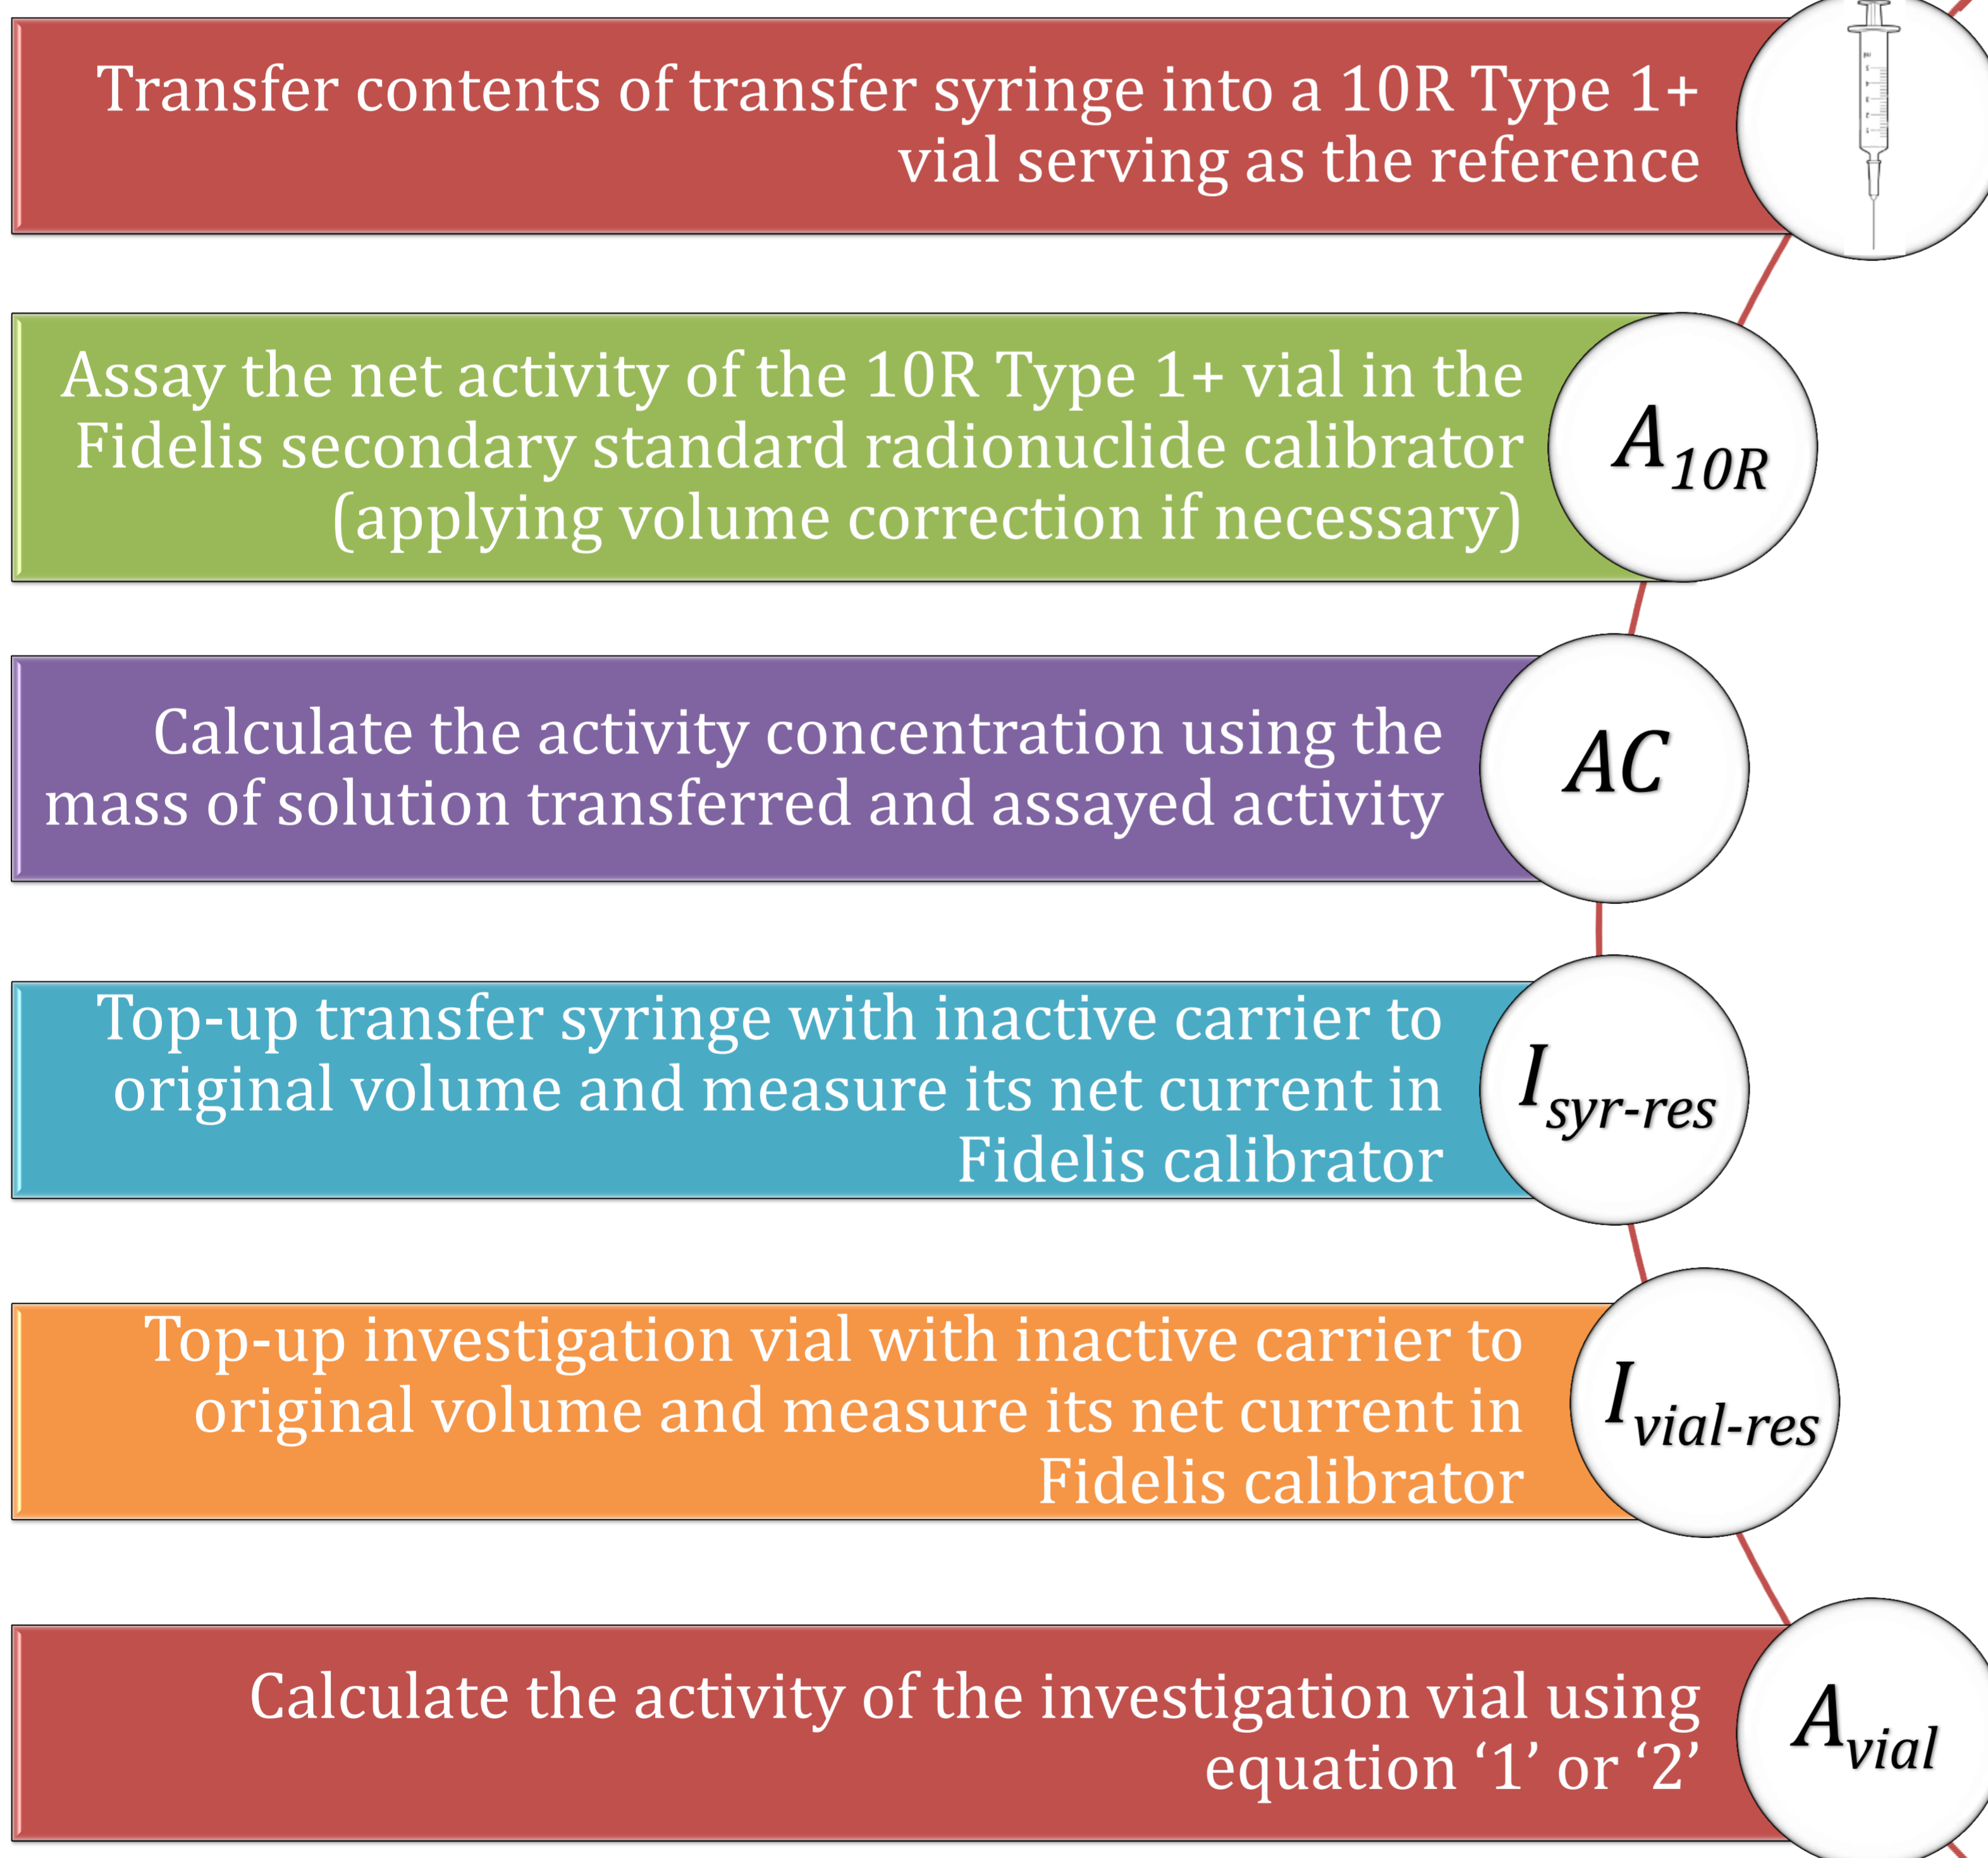 Transfer contents of transfer syringe into a 10R Type 1+
vial serving as the reference
Assay the net activity of the 10R Type 1+ vial in the
Fidelis secondary standard radionuclide calibrator
(applying volume correction if necessary)
A10R
Calculate the activity concentration using the
mass of solution transferred and assayed activity
AC
Top-up transfer syringe with inactive carrier to
original volume and measure its net current in
Fidelis calibrator
Isyr-res
Top-up investigation vial with inactive carrier to
original volume and measure its net current in
Fidelis calibrator
Ivial-res
Calculate the activity of the investigation vial using
equation ‘1’ or ‘2’
Avial